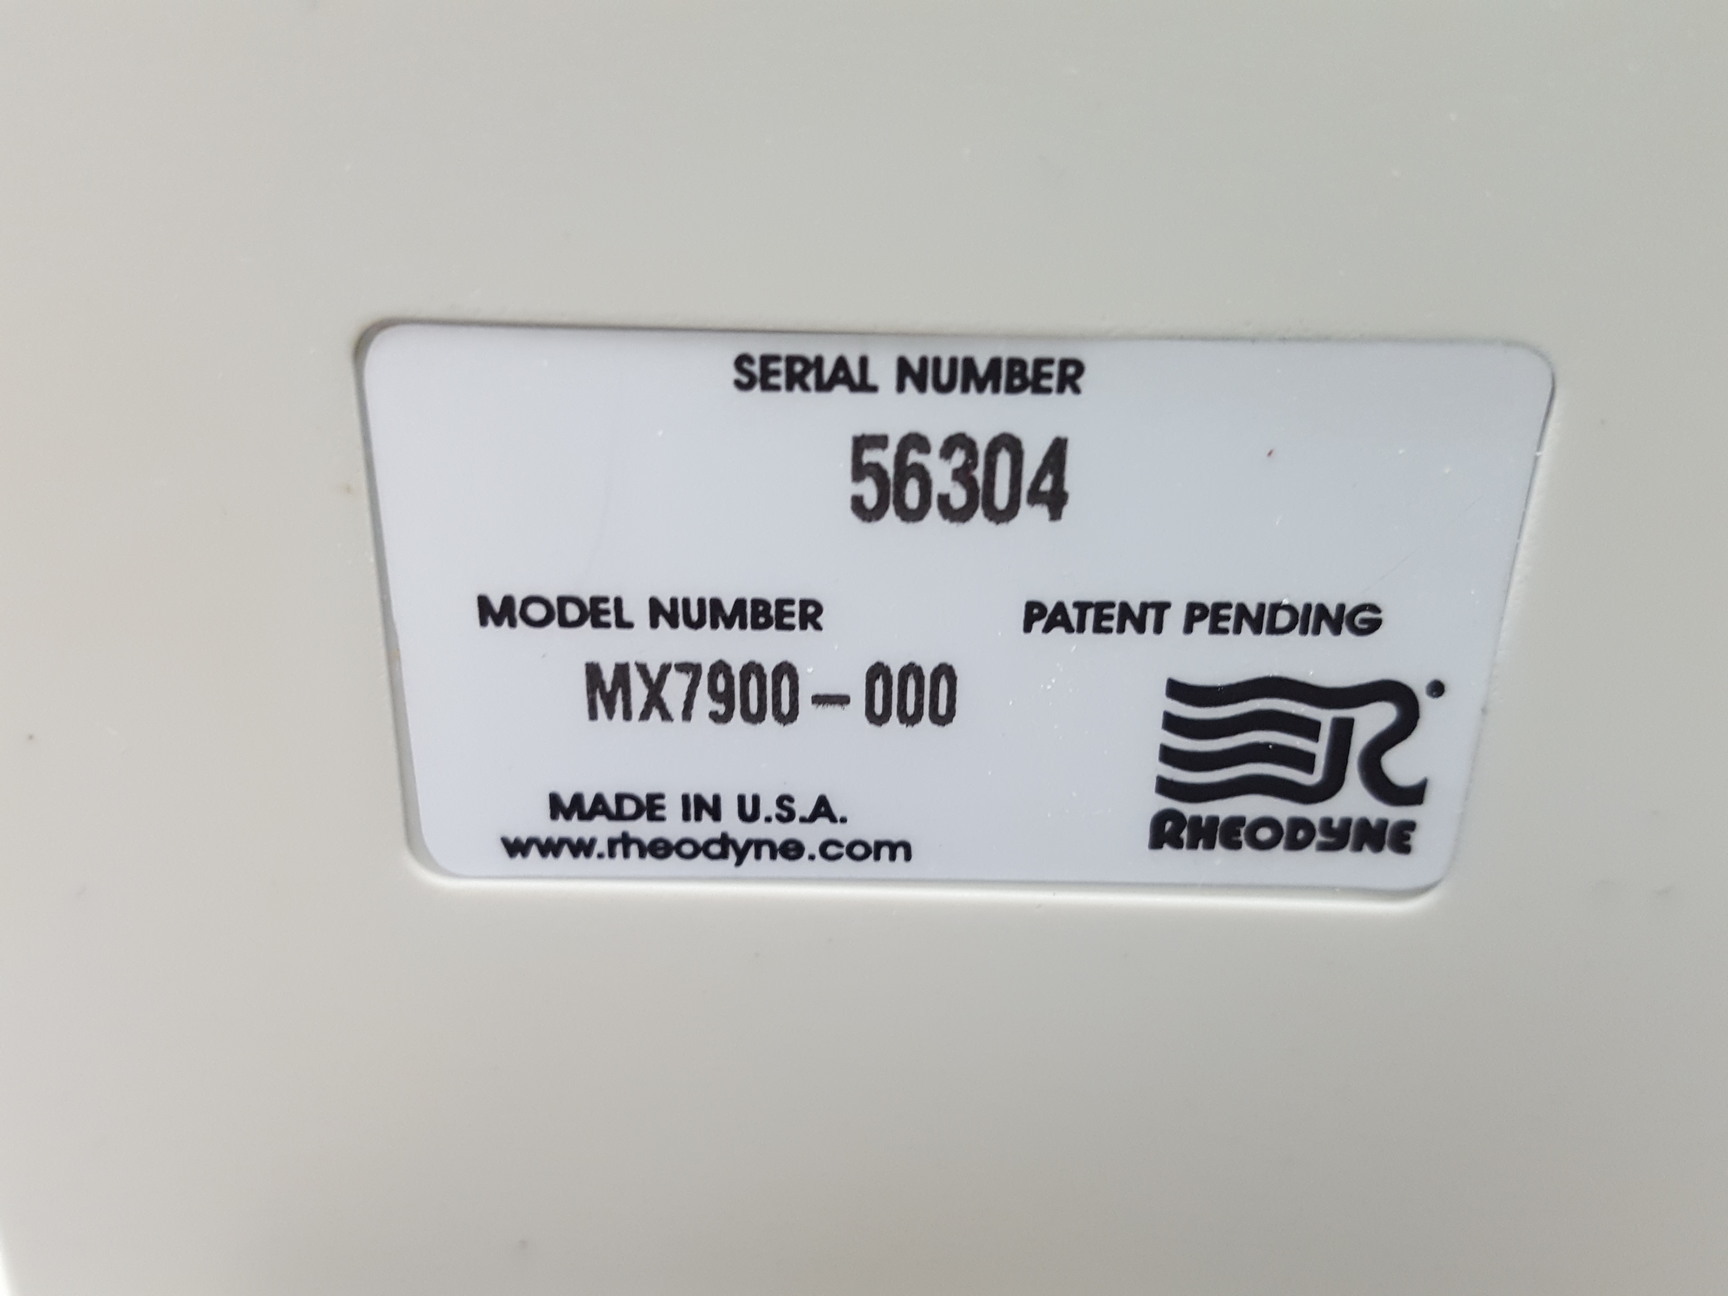 SERIAL NUMBER
56304
MODEL NUMBER
MX7900-000
PATENT PENDING
MADE IN U.S.A.
www.rheodyne.com
RHEODYNE